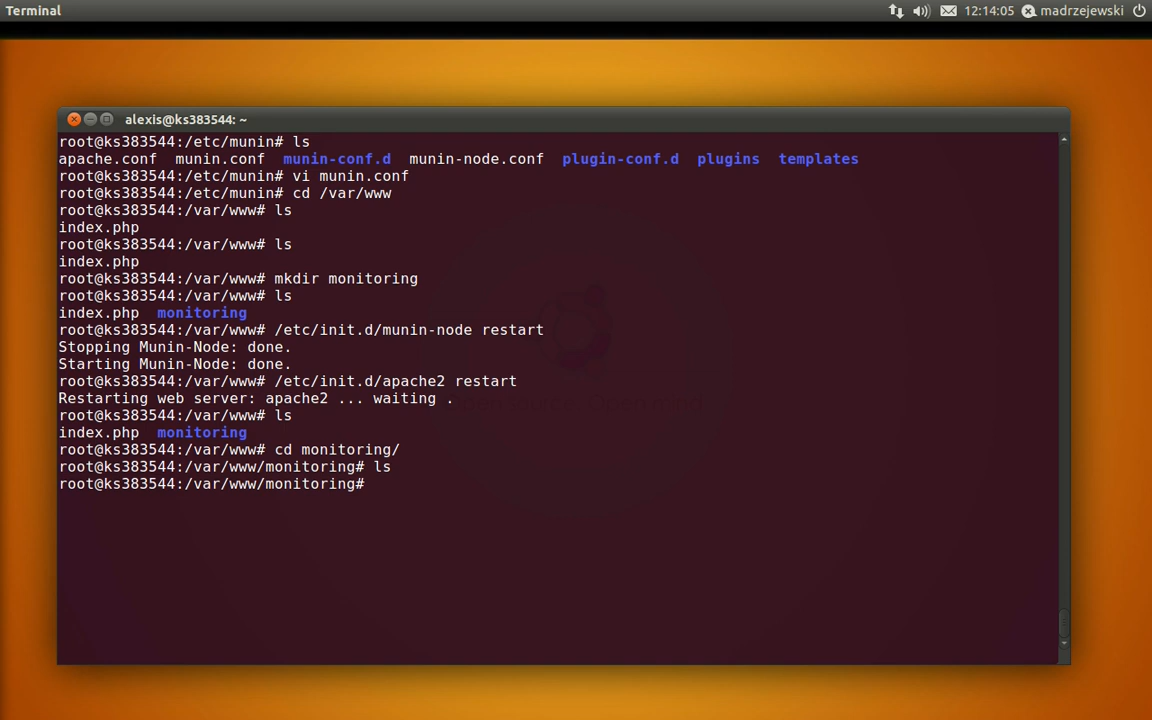 Terminal
12:14:05 madrzejewski
alexis@ks383544: ~
root@ks383544:/etc/munin# ls
apache.conf munin.conf munin-conf.d munin-node.conf plugin-conf.d plugins templates
root@ks383544:/etc/munin# vi munin.conf
root@ks383544:/etc/munin# cd /var/www
root@ks383544:/var/www# ls
index.php
root@ks383544:/var/www# ls
index.php
root@ks383544:/var/www# mkdir monitoring
root@ks383544:/var/www# ls
index.php monitoring
root@ks383544:/var/www# /etc/init.d/munin-node restart
Stopping Munin-Node: done.
Starting Munin-Node: done.
root@ks383544:/var/www# /etc/init.d/apache2 restart
Restarting web server: apache2 ... waiting .
root@ks383544:/var/www# ls
index.php monitoring
root@ks383544:/var/www# cd monitoring/
root@ks383544:/var/www/monitoring# ls
root@ks383544:/var/www/monitoring#